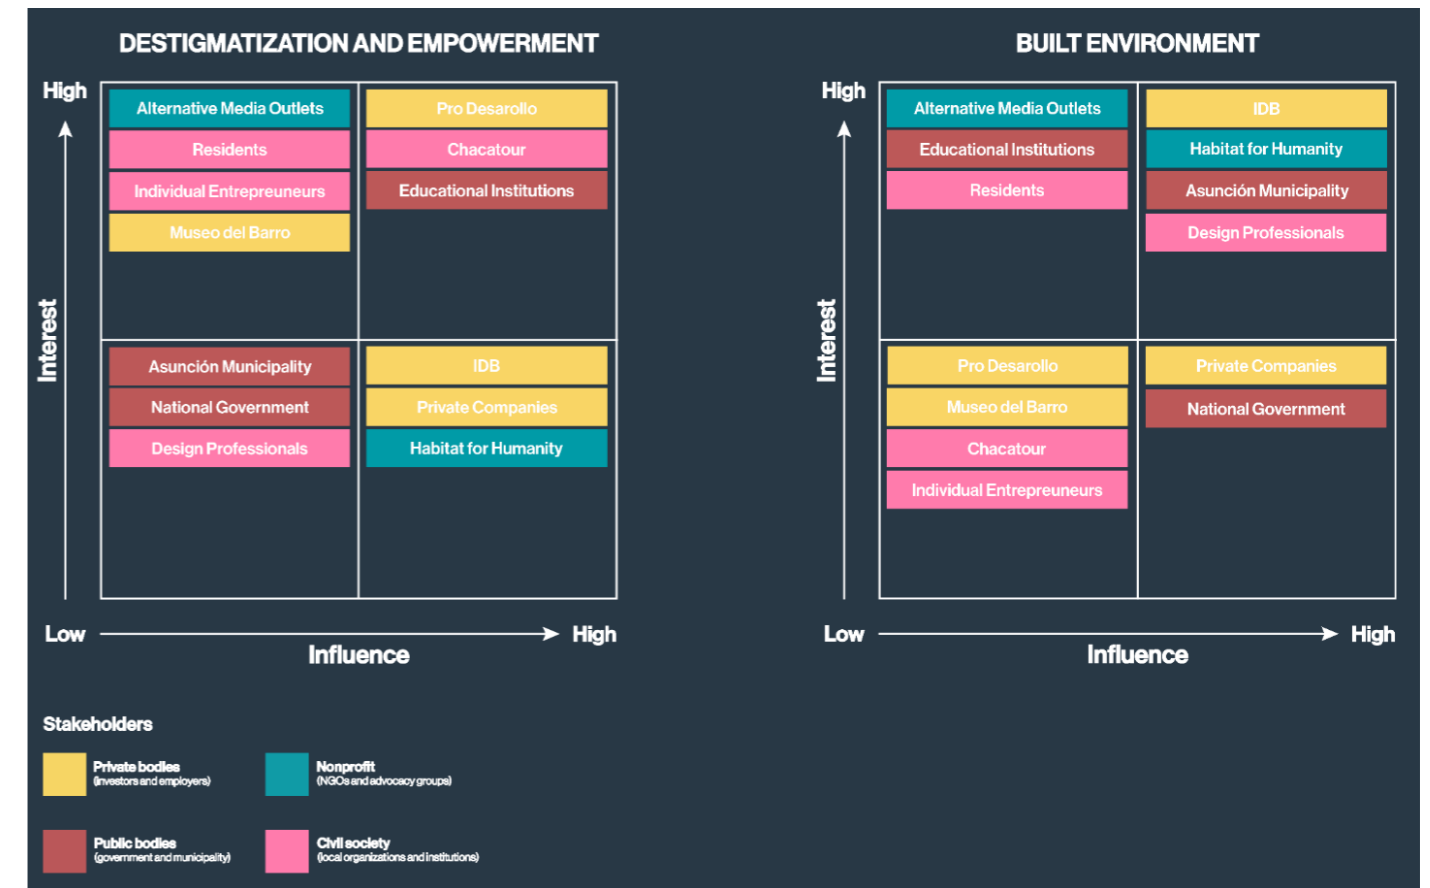 DESTIGMATIZATION AND EMPOWERMENT
High
Alternative Media Outlets
Residents
Individual Entrepreuneurs
Museo del Barro
Pro Desarollo
Chacatour
Educational Institutions
Interest
Asunción Municipality
National Government
Design Professionals
IDB
Private Companies
Habitat for Humanity
Low
High
Influence
BUILT ENVIRONMENT
High
Alternative Media Outlets
Educational Institutions
Residents
IDB
Habitat for Humanity
Asunción Municipality
Design Professionals
Interest
Pro Desarollo
Museo del Barro
Chacatour
Individual Entrepreuneurs
Private Companies
National Government
Low
High
Influence
Stakeholders
Private bodies
(investors and employers)
Nonprofit
(NGOs and advocacy groups)
Public bodies
(government and municipality)
Civil society
(local organizations and institutions)